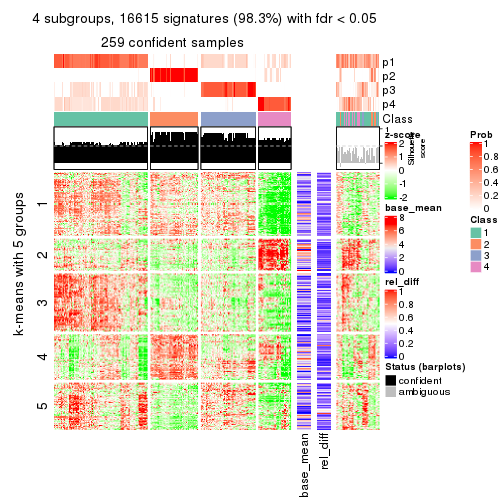 4 subgroups, 16615 signatures (98.3%) with fdr < 0.05
259 confident samples
p1
p2
p3
p4
Class
1
Silhouette
score
z-score
2
1
0
-1
-2
Prob
1
0.8
0.6
0.4
0.2
0
base_mean
8
6
4
2
0
Class
1
2
3
4
rel_diff
1
0.8
0.6
0.4
0.2
0
Status (barplots)
confident
ambiguous
k-means with 5 groups
1
2
3
4
5
base_mean
rel_diff